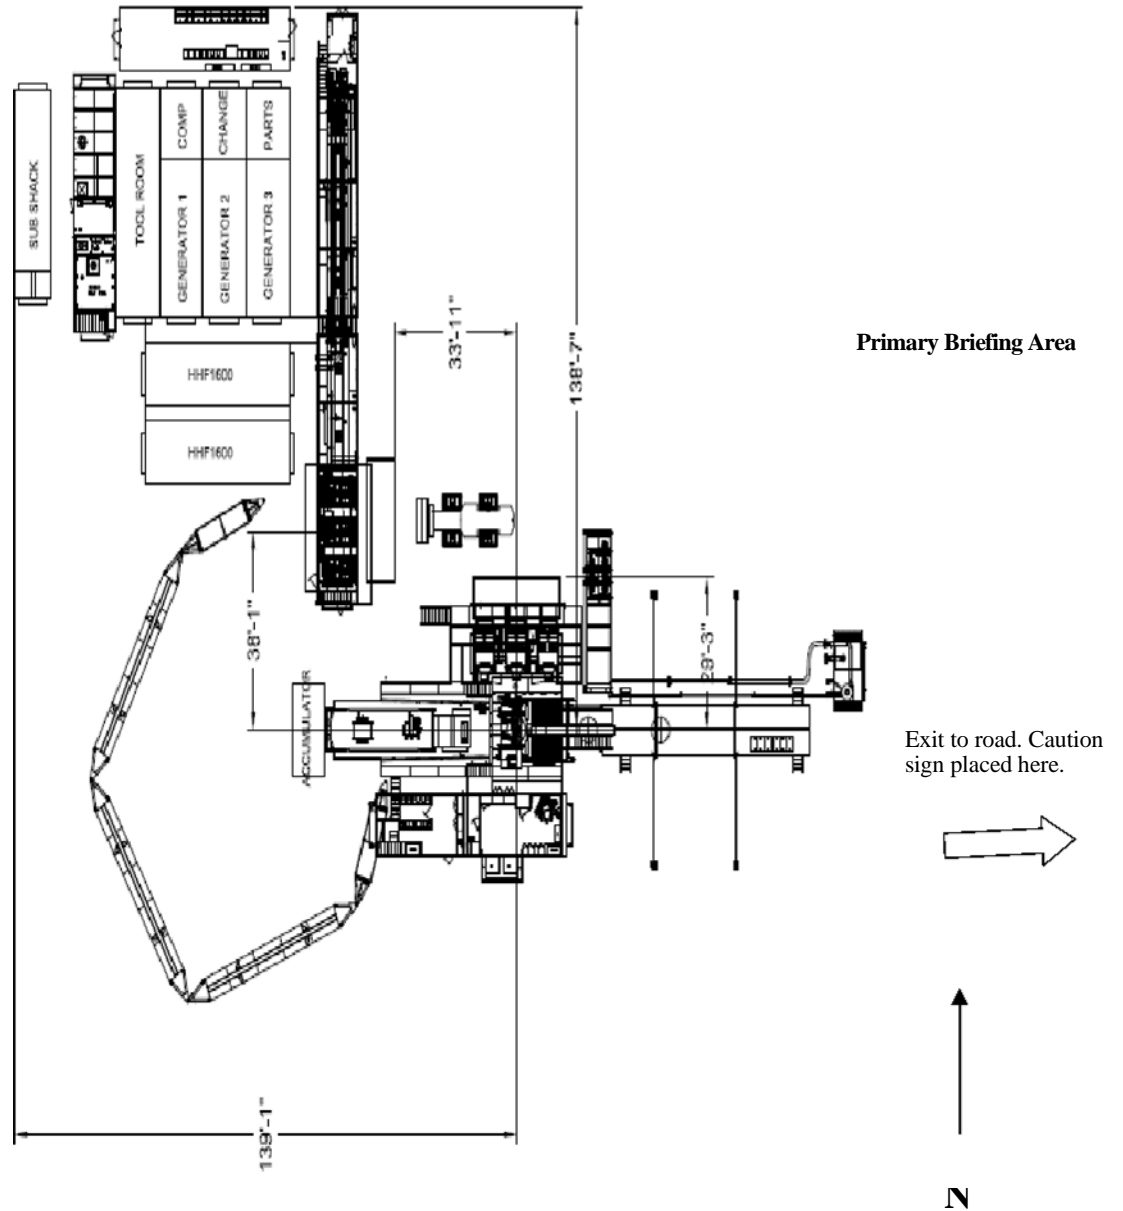 SUB SHACK
TOOL ROOM
COMP
CHANGE
PARTS
GENERATOR 1
GENERATOR 2
GENERATOR 3
HHF1600
HHF1600
33'-11"
138'-7"
Primary Briefing Area
38'-1"
29'-3"
ACCUMULATOR
Exit to road. Caution
sign placed here.
139'-1"
N